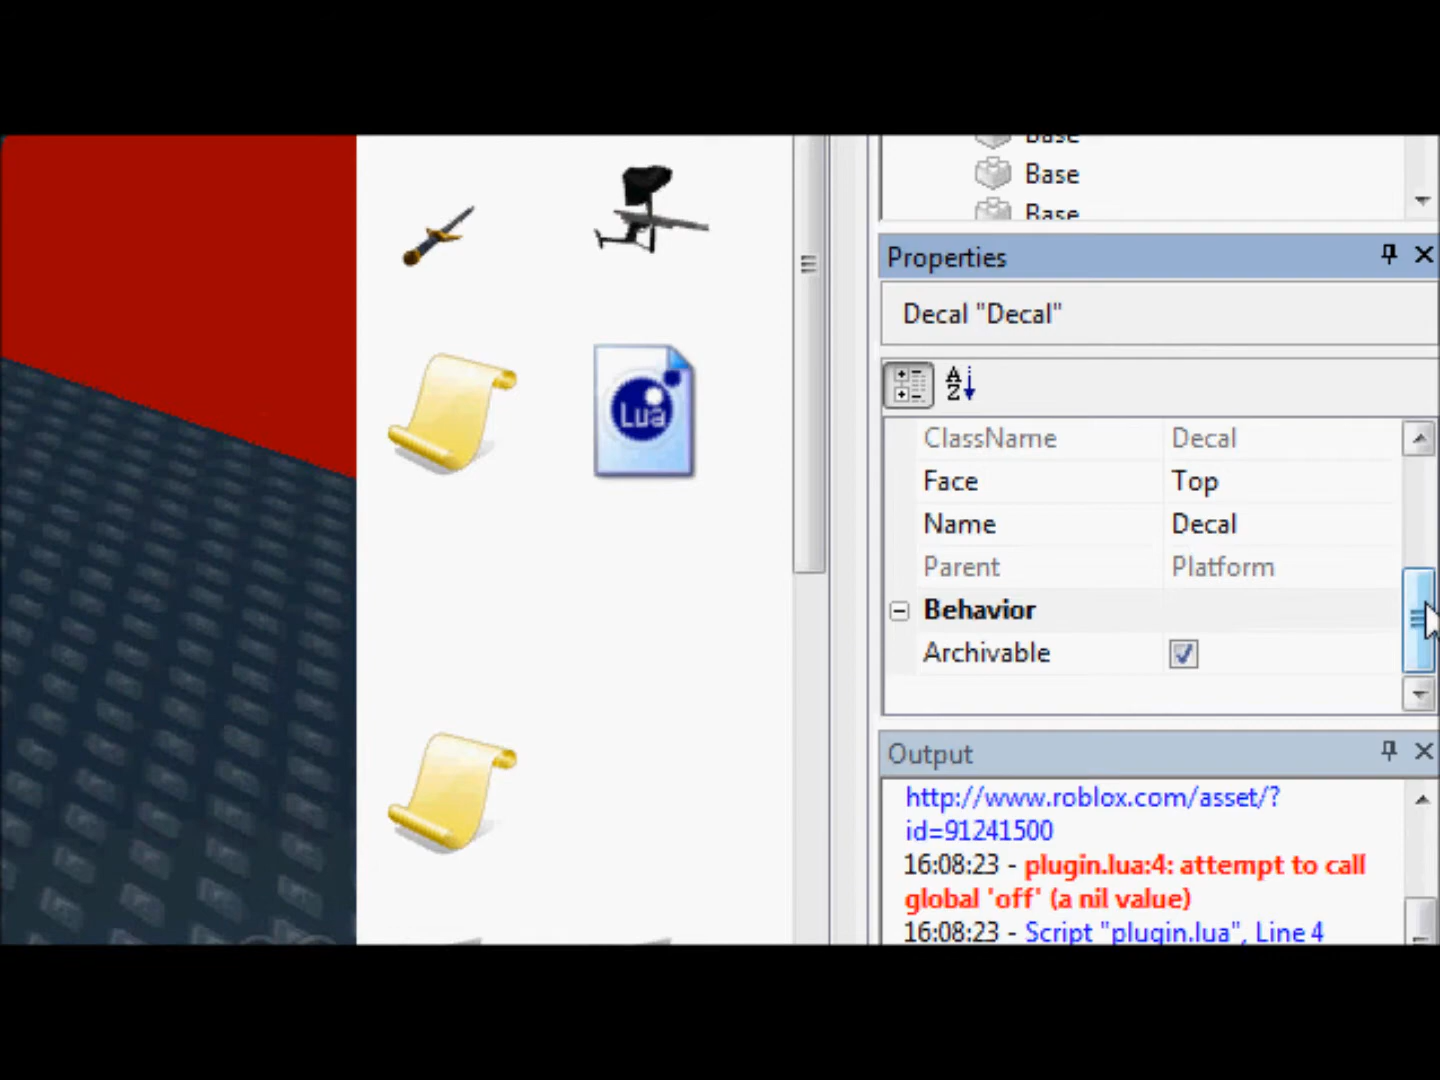 Base
Base
Base
Properties
Decal "Decal"
A
Z
Lua
ClassName Decal
Face Top
Name Decal
Parent Platform
Behavior
Archivable
Output
http://www.roblox.com/asset/?
id=91241500
16:08:23 - plugin.lua:4: attempt to call
global 'off' (a nil value)
16:08:23 - Script "plugin.lua", Line 4